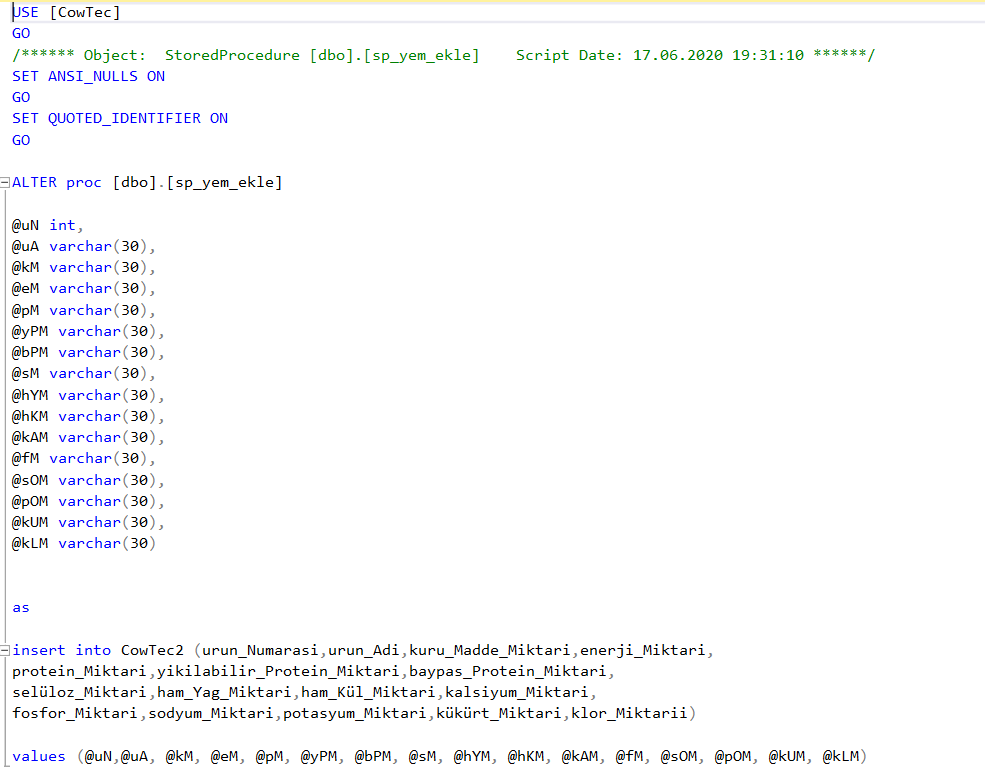 USE [CowTec]
GO
/****** Object:  StoredProcedure [dbo].[sp_yem_ekle]    Script Date: 17.06.2020 19:31:10 ******/
SET ANSI_NULLS ON
GO
SET QUOTED_IDENTIFIER ON
GO
ALTER proc [dbo].[sp_yem_ekle]
@uN int,
@uA varchar(30),
@kM varchar(30),
@eM varchar(30),
@pM varchar(30),
@yPM varchar(30),
@bPM varchar(30),
@sM varchar(30),
@hYM varchar(30),
@hKM varchar(30),
@kAM varchar(30),
@fM varchar(30),
@sOM varchar(30),
@pOM varchar(30),
@kUM varchar(30),
@kLM varchar(30)
as
insert into CowTec2 (urun_Numarasi,urun_Adi,kuru_Madde_Miktari,enerji_Miktari,
protein_Miktari,yikilabilir_Protein_Miktari,baypas_Protein_Miktari,
selüloz_Miktari,ham_Yag_Miktari,ham_Kül_Miktari,kalsiyum_Miktari,
fosfor_Miktari,sodyum_Miktari,potasyum_Miktari,kükürt_Miktari,klor_Miktarii)
values (@uN,@uA, @kM, @eM, @pM, @yPM, @bPM, @sM, @hYM, @hKM, @kAM, @fM, @sOM, @pOM, @kUM, @kLM)